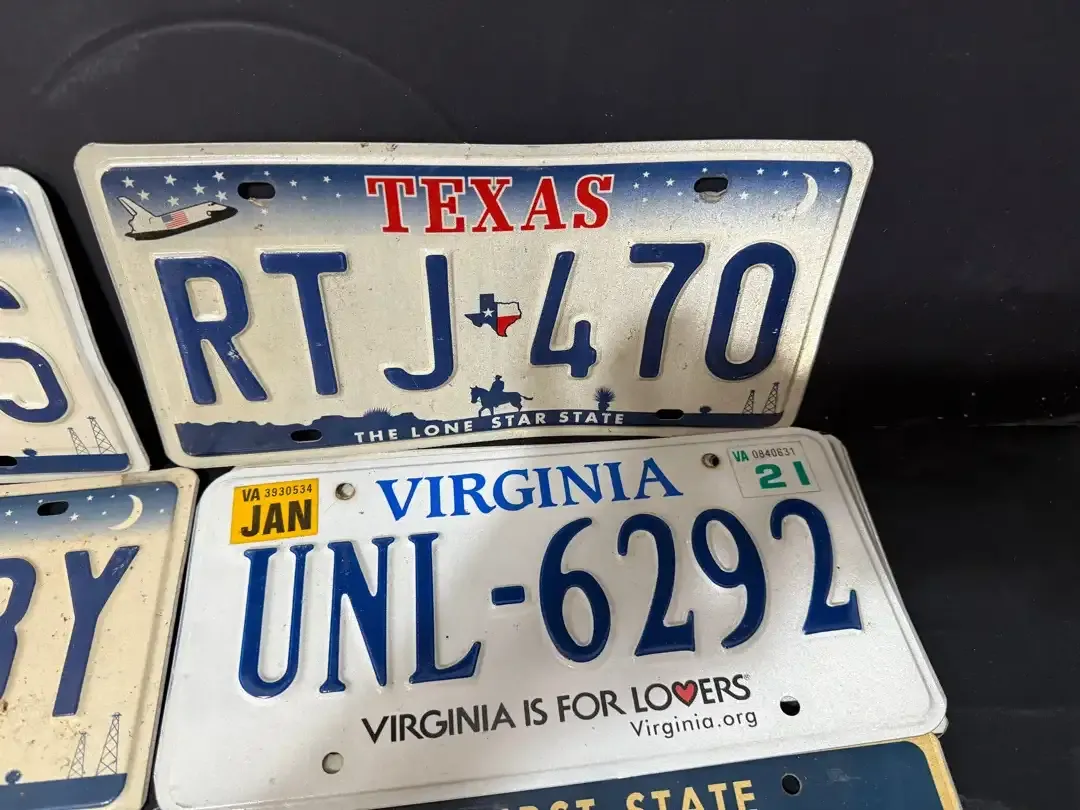 TEXAS
RTJ 470
THE LONE STAR STATE
VA 3930534
JAN
VIRGINIA
VA 0840631
21
UNL-6292
VIRGINIA IS FOR LOVERS
Virginia.org
Y
STATE